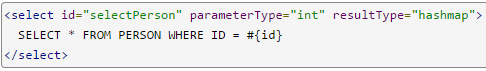 <select id="selectPerson" parameterType="int" resultType="hashmap">
SELECT * FROM PERSON WHERE ID = #{id}
</select>